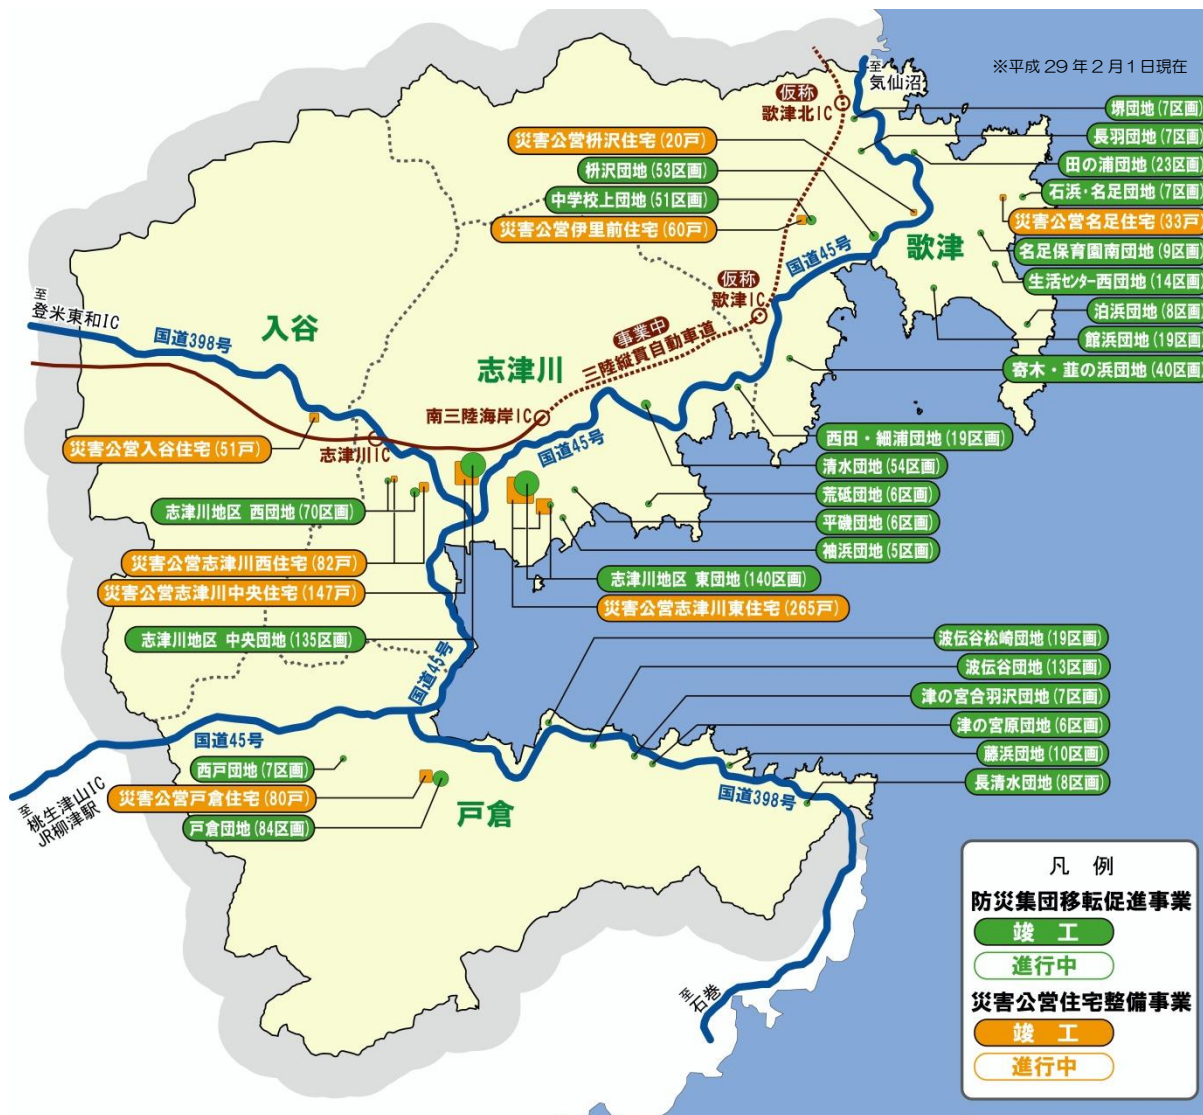 ※平成29年2月1日現在
至
気仙沼
仮称
歌津北IC
堺団地(7区画)
長羽団地(7区画)
田の浦団地(23区画)
石浜・名足団地(7区画)
災害公営名足住宅(33戸)
名足保育園南団地(9区画)
生活センター西団地(14区画)
泊浜団地(8区画)
館浜団地(19区画)
寄木・韮の浜団地(40区画)
災害公営枡沢住宅(20戸)
枡沢団地(53区画)
中学校上団地(51区画)
災害公営伊里前住宅(60戸)
国道45号
歌津
仮称
歌津IC
事業中
三陸縦貫自動車道
至
登米東和IC
国道398号
入谷
志津川
南三陸海岸IC
志津川IC
国道45号
災害公営入谷住宅(51戸)
西田・細浦団地(19区画)
清水団地(54区画)
荒砥団地(6区画)
平磯団地(6区画)
袖浜団地(5区画)
志津川地区 西団地(70区画)
災害公営志津川西住宅(82戸)
災害公営志津川中央住宅(147戸)
志津川地区 中央団地(135区画)
志津川地区 東団地(140区画)
災害公営志津川東住宅(265戸)
国道45号
国道45号
波伝谷松崎団地(19区画)
波伝谷団地(13区画)
津の宮合羽沢団地(7区画)
津の宮原団地(6区画)
藤浜団地(10区画)
長清水団地(8区画)
国道398号
西戸団地(7区画)
災害公営戸倉住宅(80戸)
戸倉団地(84区画)
戸倉
至
桃生津山IC
JR柳津駅
至
石巻
凡 例
防災集団移転促進事業
竣 工
進行中
災害公営住宅整備事業
竣 工
進行中